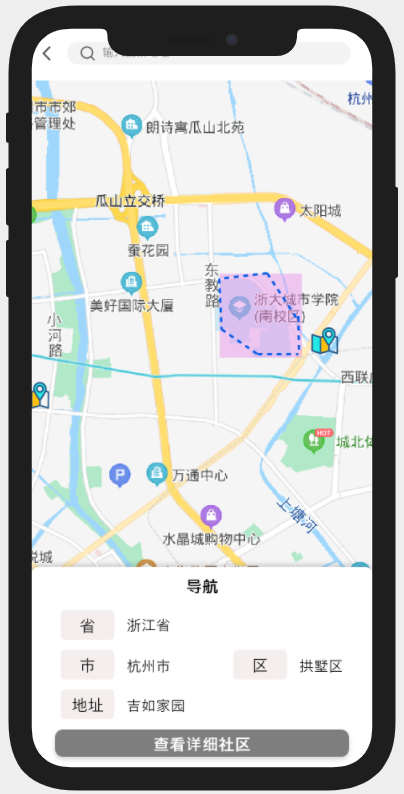 杭州
市市郊
管理处
朗诗寓瓜山北苑
瓜山立交桥
太阳城
蚕花园
东教路
浙大城市学院
(南校区)
美好国际大厦
小河路
西联
HOT
城北体
P
万通中心
上塘河
水晶城购物中心
悦城
导航
省
浙江省
市
杭州市
区
拱墅区
地址
吉如家园
查看详细社区